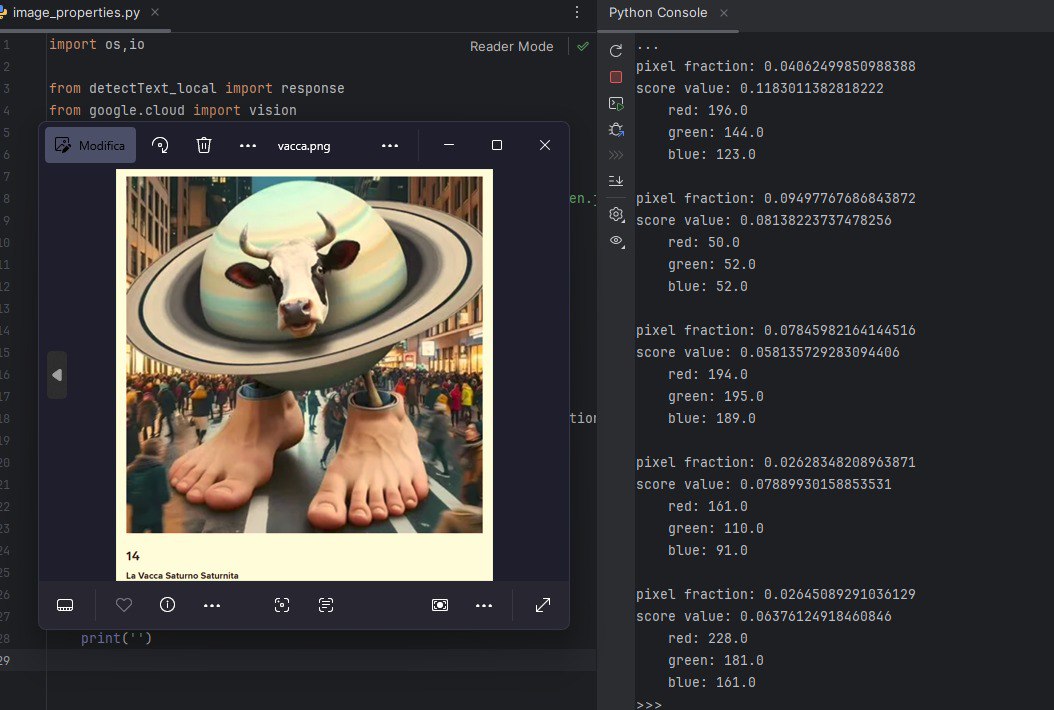 image_properties.py
Python Console
1
import os,io
Reader Mode
2
3
from detectText_local import response
4
from google.cloud import vision
5
Modifica
vacca.png
6
7
8
en.j
9
10
11
12
13
14
15
16
17
18
tion
19
20
21
22
23
24
25
26
27
28
print('')
29
14
La Vacca Saturno Saturnita
...
pixel fraction: 0.04062499850988388
score value: 0.1183011382818222
red: 196.0
green: 144.0
blue: 123.0
pixel fraction: 0.09497767686843872
score value: 0.08138223737478256
red: 50.0
green: 52.0
blue: 52.0
pixel fraction: 0.07845982164144516
score value: 0.058135729283094406
red: 194.0
green: 195.0
blue: 189.0
pixel fraction: 0.02628348208963871
score value: 0.07889930158853531
red: 161.0
green: 110.0
blue: 91.0
pixel fraction: 0.02645089291036129
score value: 0.06376124918460846
red: 228.0
green: 181.0
blue: 161.0
>>>